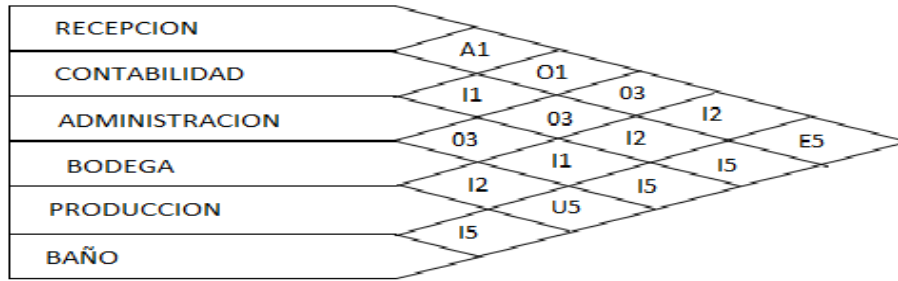 RECEPCION
A1
CONTABILIDAD
O1
I1
03
ADMINISTRACION
03
I2
03
I2
E5
BODEGA
I1
I5
I2
I5
PRODUCCION
U5
I5
BAÑO